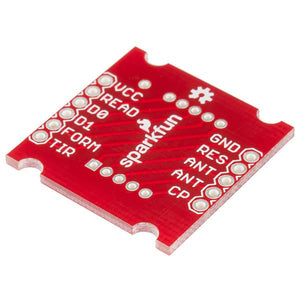 VCC
READ
D0
D1
FORM
TIR
sparkfun
GND
RES
ANT
ANT
CP